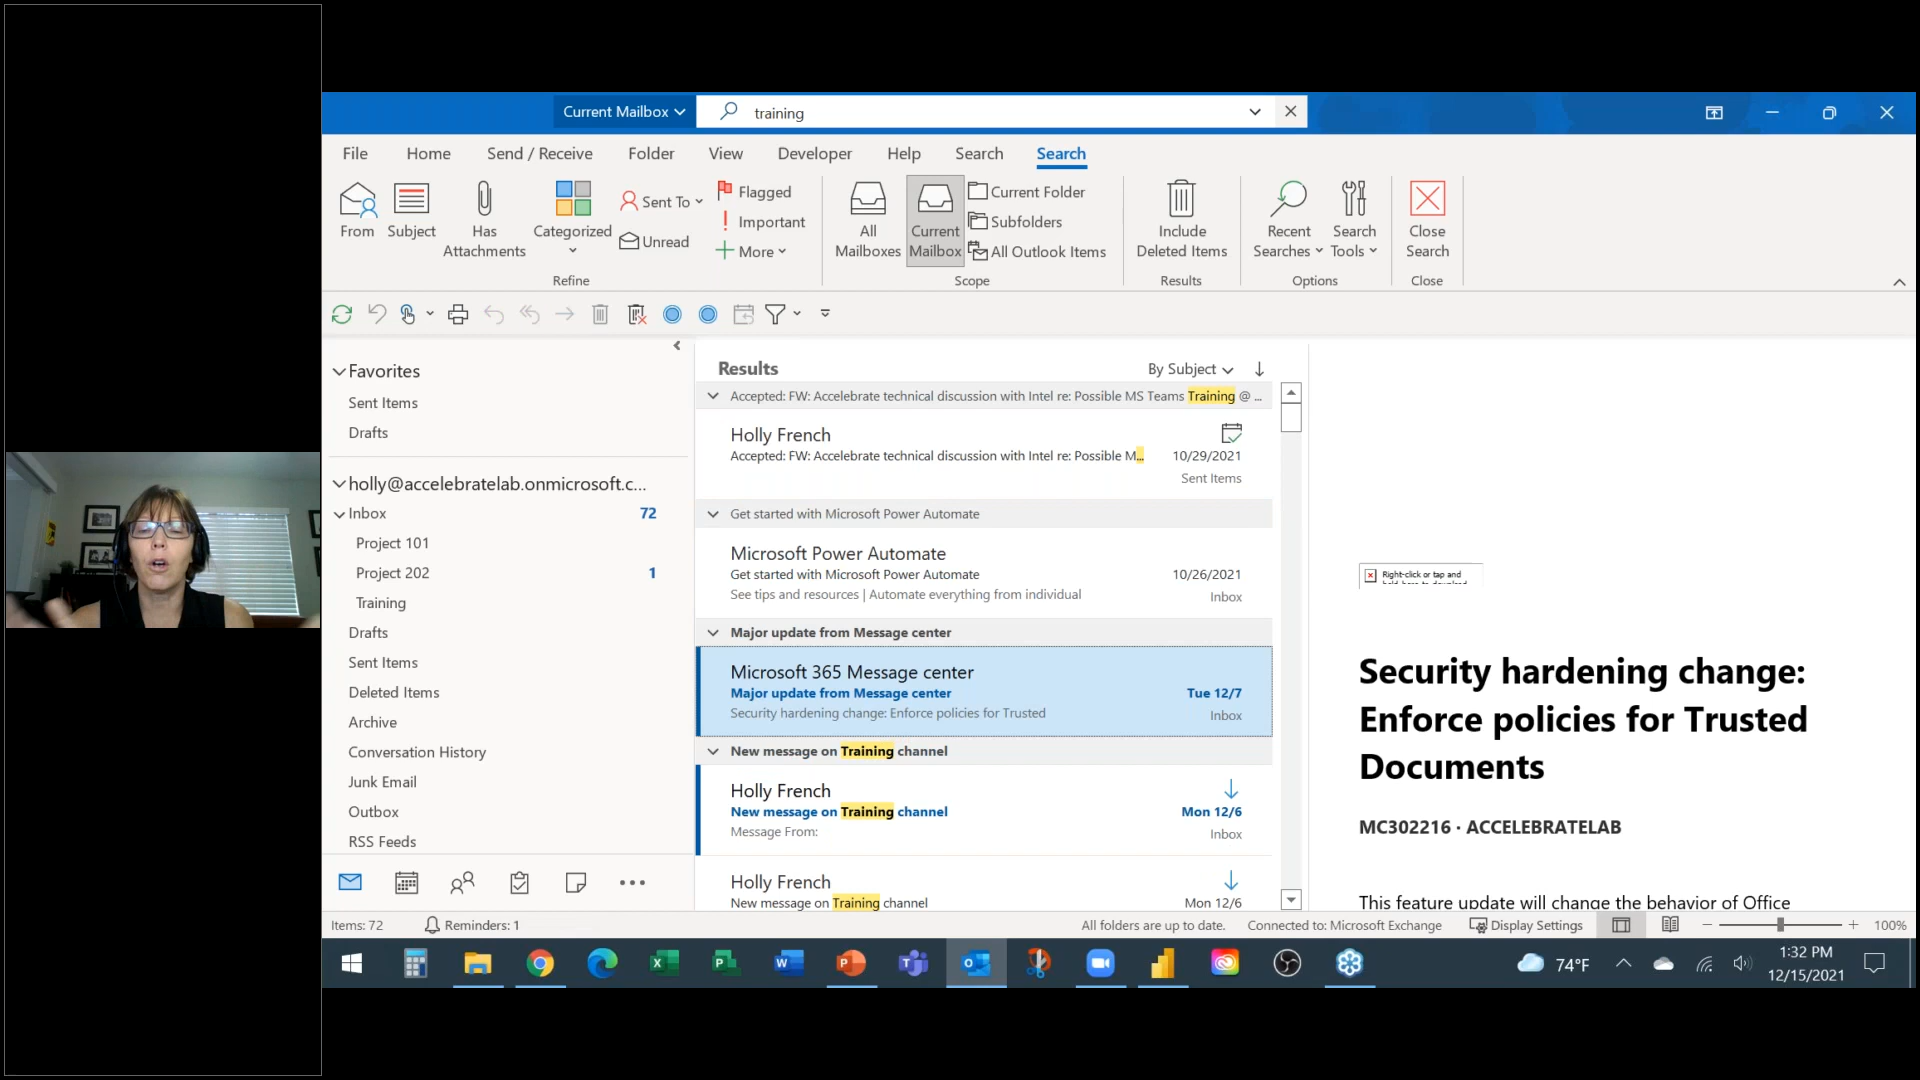 Current Mailbox
training
File Home Send / Receive Folder View Developer Help Search Search
From
Subject
Has
Attachments
Categorized
Sent To
Unread
Flagged
Important
More
Refine
All
Mailboxes
Current
Mailbox
Current Folder
Subfolders
All Outlook Items
Scope
Include
Deleted Items
Results
Recent
Searches
Search
Tools
Options
Close
Search
Close
Favorites
Sent Items
Drafts
holly@accelebratelab.onmicrosoft.c...
Inbox 72
Project 101
Project 202 1
Training
Drafts
Sent Items
Deleted Items
Archive
Conversation History
Junk Email
Outbox
RSS Feeds
Results By Subject
Accepted: FW: Accelebrate technical discussion with Intel re: Possible MS Teams Training @ ...
Holly French
Accepted: FW: Accelebrate technical discussion with Intel re: Possible M... 10/29/2021
Sent Items
Get started with Microsoft Power Automate
Microsoft Power Automate
Get started with Microsoft Power Automate 10/26/2021
See tips and resources | Automate everything from individual Inbox
Major update from Message center
Microsoft 365 Message center
Major update from Message center Tue 12/7
Security hardening change: Enforce policies for Trusted Inbox
New message on Training channel
Holly French
New message on Training channel Mon 12/6
Message From: Inbox
Holly French
New message on Training channel Mon 12/6
Right-click or tap and
Security hardening change:
Enforce policies for Trusted
Documents
MC302216 · ACCELEBRATELAB
This feature update will change the behavior of Office
Items: 72 Reminders: 1 All folders are up to date. Connected to: Microsoft Exchange Display Settings 100%
74°F
1:32 PM
12/15/2021